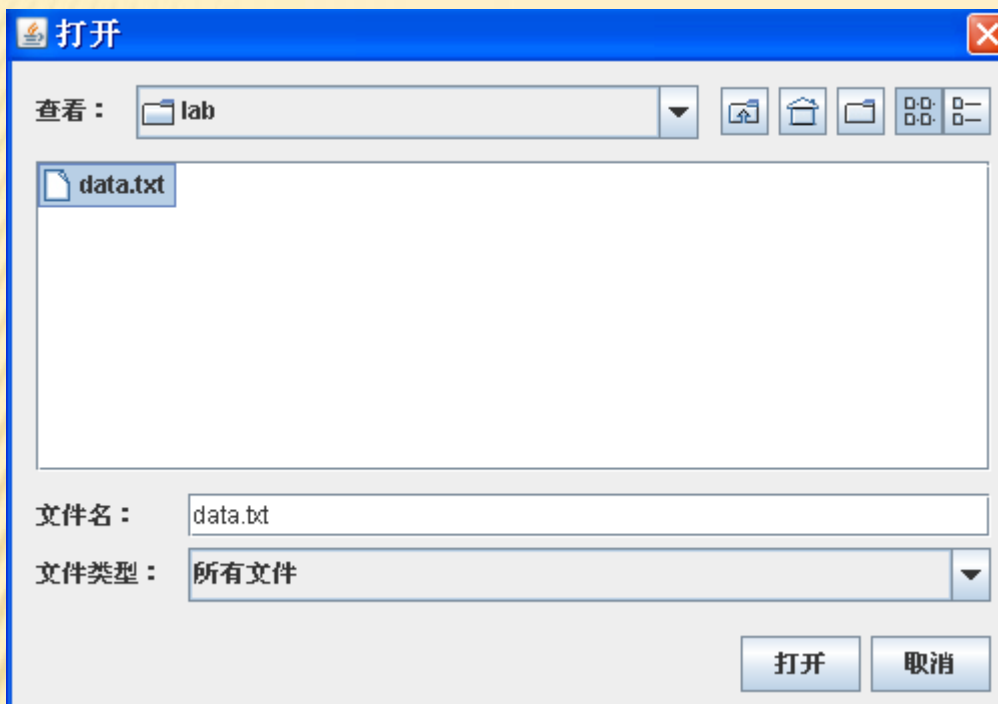 打开
查看： lab
data.txt
文件名： data.txt
文件类型： 所有文件
打开 取消